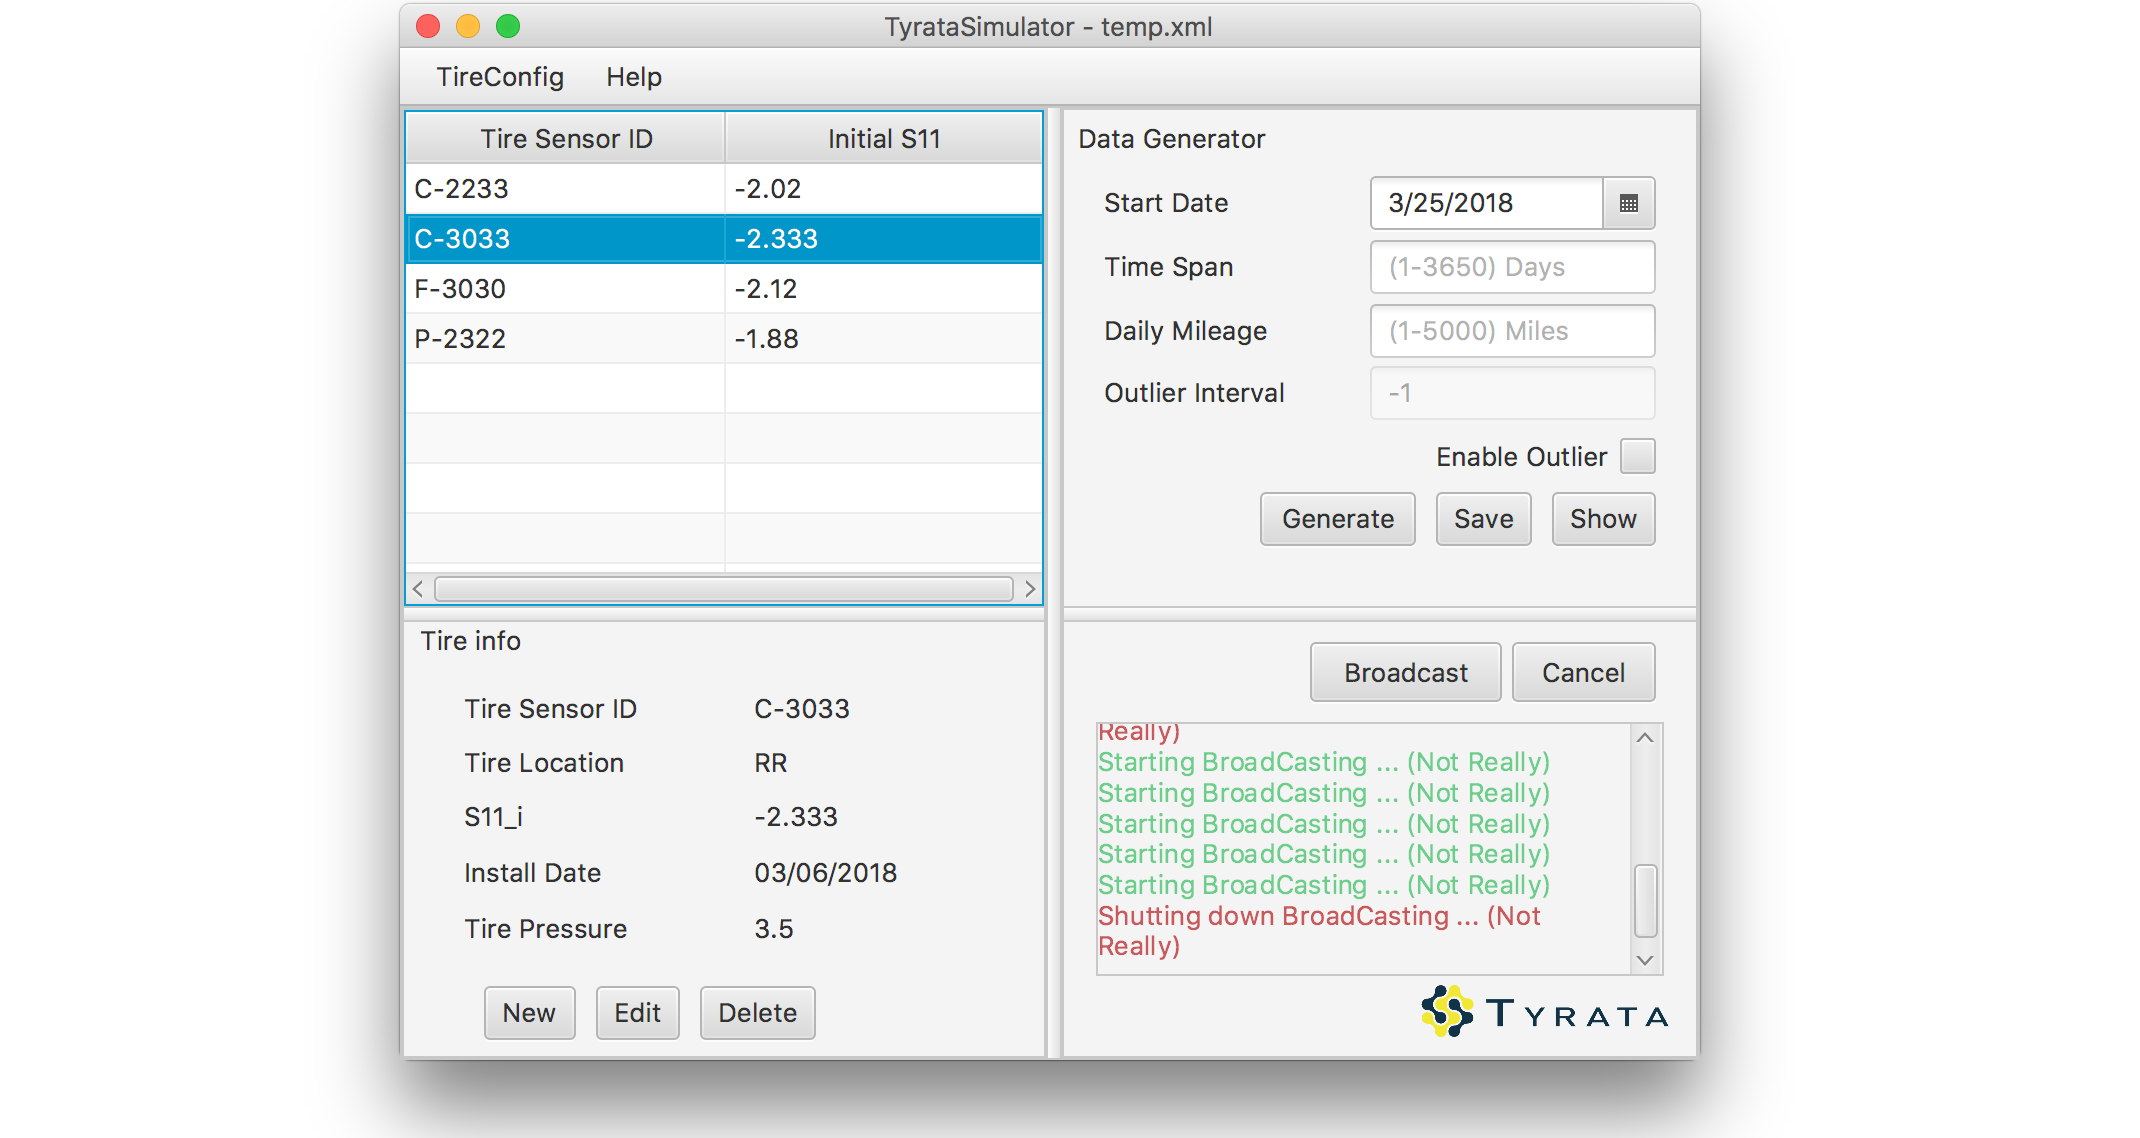 TyrataSimulator - temp.xml
TireConfig Help
Tire Sensor ID Initial S11
C-2233 -2.02
C-3033 -2.333
F-3030 -2.12
P-2322 -1.88
Tire info
Tire Sensor ID C-3033
Tire Location RR
S11_i -2.333
Install Date 03/06/2018
Tire Pressure 3.5
New Edit Delete
Data Generator
Start Date 3/25/2018
Time Span (1-3650) Days
Daily Mileage (1-5000) Miles
Outlier Interval -1
Enable Outlier
Generate Save Show
Broadcast Cancel
Really)
Starting BroadCasting ... (Not Really)
Starting BroadCasting ... (Not Really)
Starting BroadCasting ... (Not Really)
Starting BroadCasting ... (Not Really)
Starting BroadCasting ... (Not Really)
Shutting down BroadCasting ... (Not
Really)
TYRATA